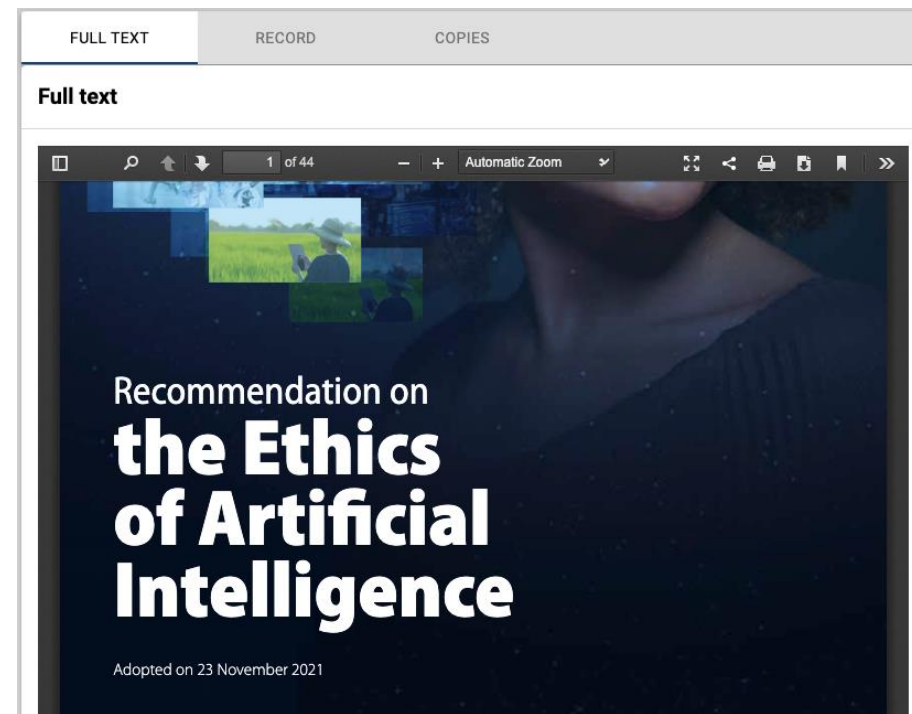 FULL TEXT RECORD COPIES
Full text
1 of 44 Automatic Zoom
Recommendation on
the Ethics
of Artificial
Intelligence
Adopted on 23 November 2021